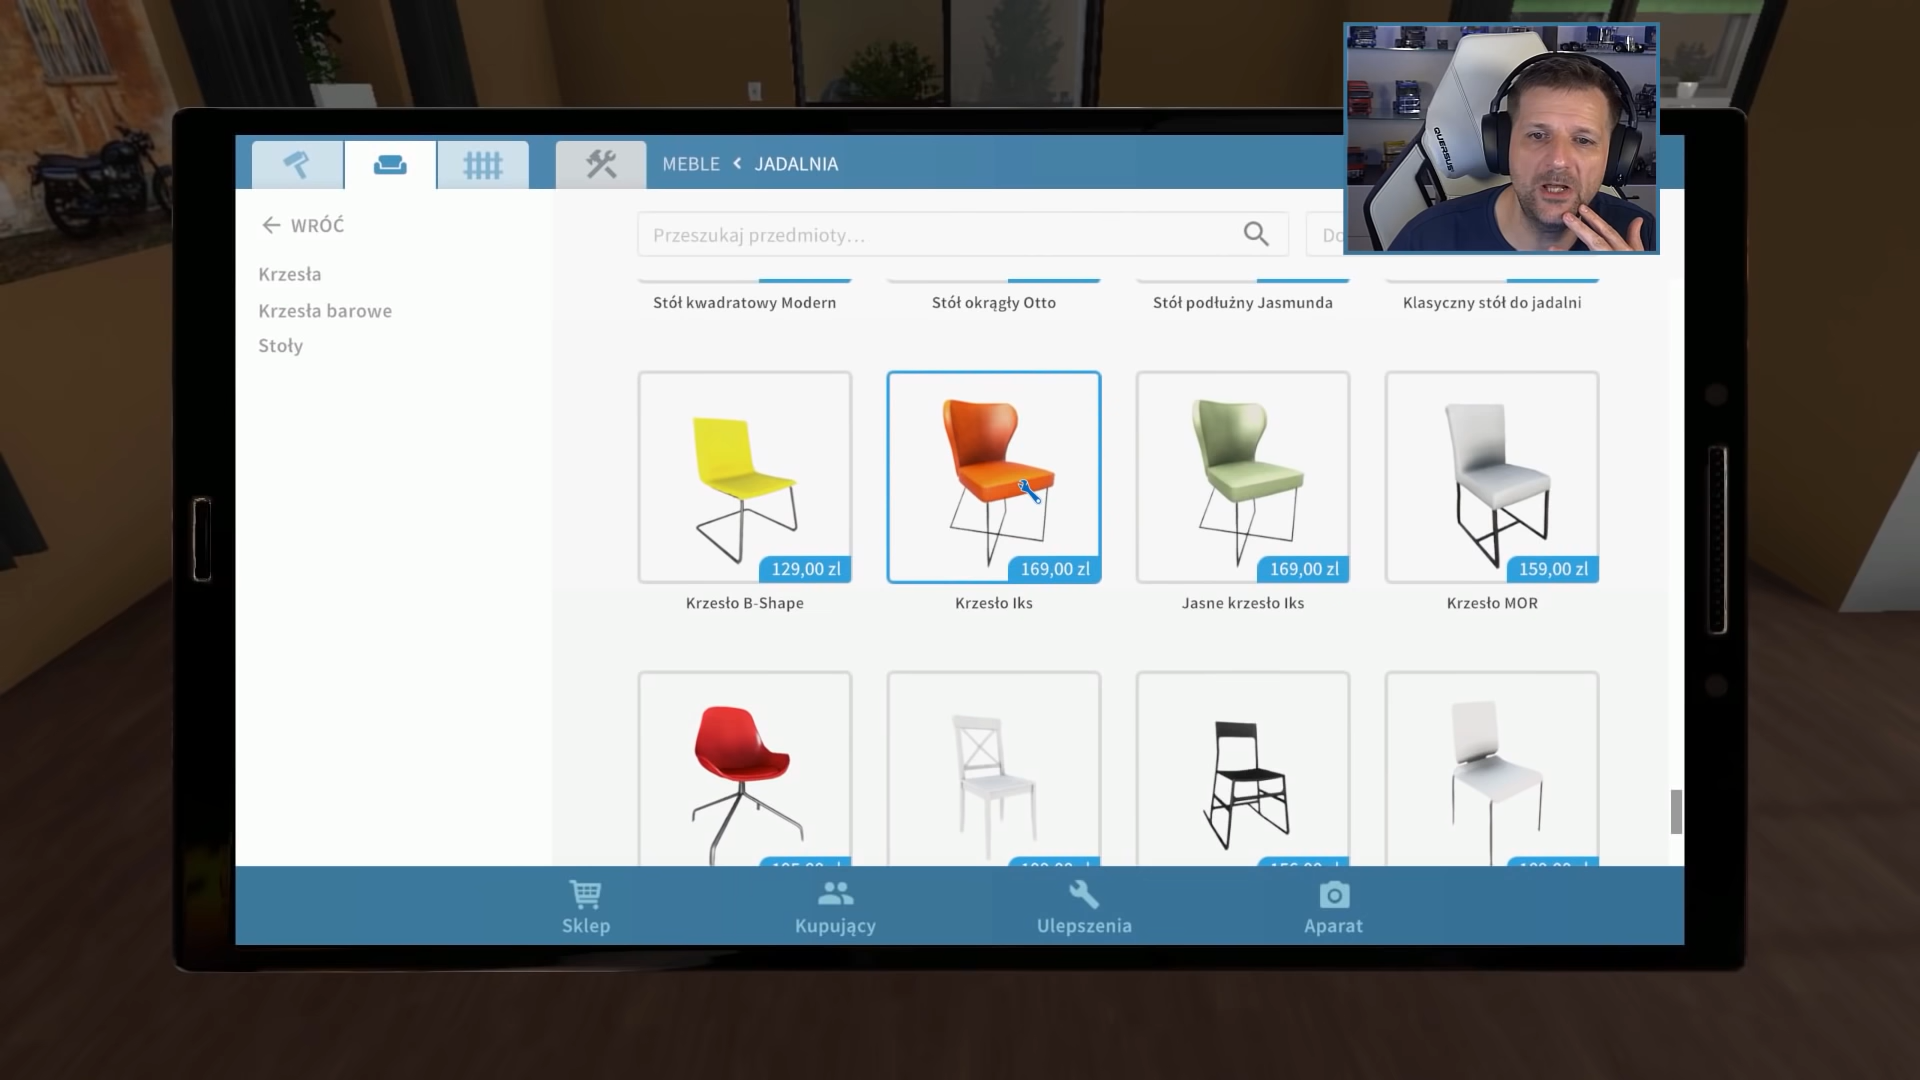 MEBLE < JADALNIA
← WRÓĆ
Krzesła
Krzesła barowe
Stoły
Przeszukaj przedmioty...
QUERSUS
Stół kwadratowy Modern
Stół okrągły Otto
Stół podłużny Jasmunda
Klasyczny stół do jadalni
129,00 zl
169,00 zl
169,00 zl
159,00 zl
Krzesło B-Shape
Krzesło Iks
Jasne krzesło Iks
Krzesło MOR
Sklep
Kupujący
Ulepszenia
Aparat